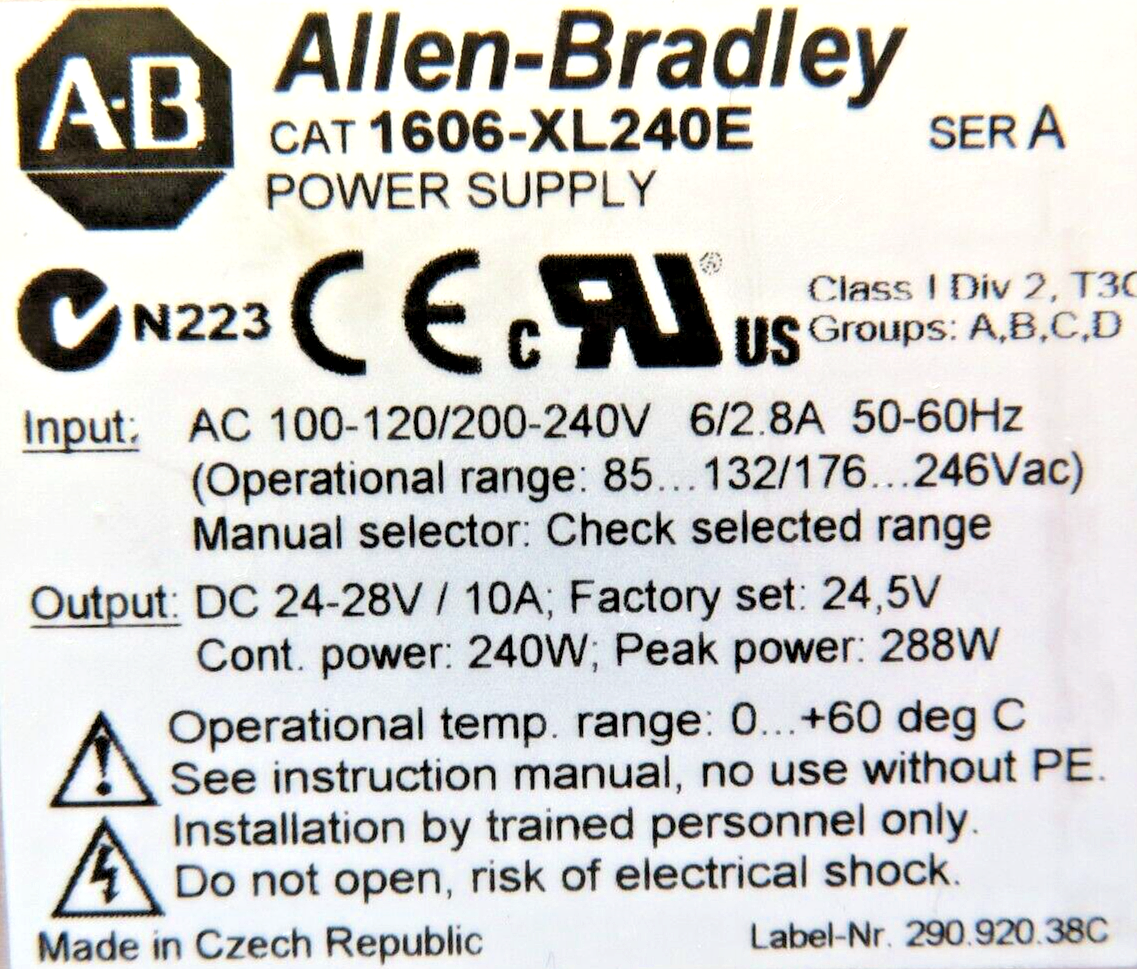 A-B
Allen-Bradley
CAT 1606-XL240E SER A
POWER SUPPLY
N223 CE c RU ® US
Class I Div 2, T3C
Groups: A,B,C,D
Input: AC 100-120/200-240V 6/2.8A 50-60Hz
(Operational range: 85...132/176...246Vac)
Manual selector: Check selected range
Output: DC 24-28V / 10A; Factory set: 24,5V
Cont. power: 240W; Peak power: 288W
Operational temp. range: 0...+60 deg C
See instruction manual, no use without PE.
Installation by trained personnel only.
Do not open, risk of electrical shock.
Made in Czech Republic Label-Nr. 290.920.38C